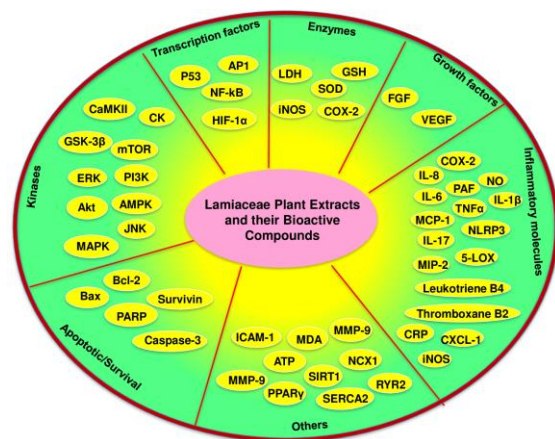 Transcription factors
P53
AP1
NF-kB
HIF-1α
Enzymes
LDH
GSH
SOD
iNOS
COX-2
Growth factors
FGF
VEGF
Inflammatory molecules
COX-2
IL-8
PAF
NO
IL-6
IL-1β
TNFα
MCP-1
NLRP3
IL-17
5-LOX
MIP-2
Leukotriene B4
Thromboxane B2
CRP
CXCL-1
iNOS
Others
ICAM-1
MDA
MMP-9
ATP
NCX1
MMP-9
SIRT1
RYR2
PPARγ
SERCA2
Apoptotic/Survival
Bcl-2
Bax
Survivin
PARP
Caspase-3
Kinases
CaMKII
CK
GSK-3β
mTOR
ERK
PI3K
Akt
AMPK
JNK
MAPK
Lamiaceae Plant Extracts
and their Bioactive
Compounds